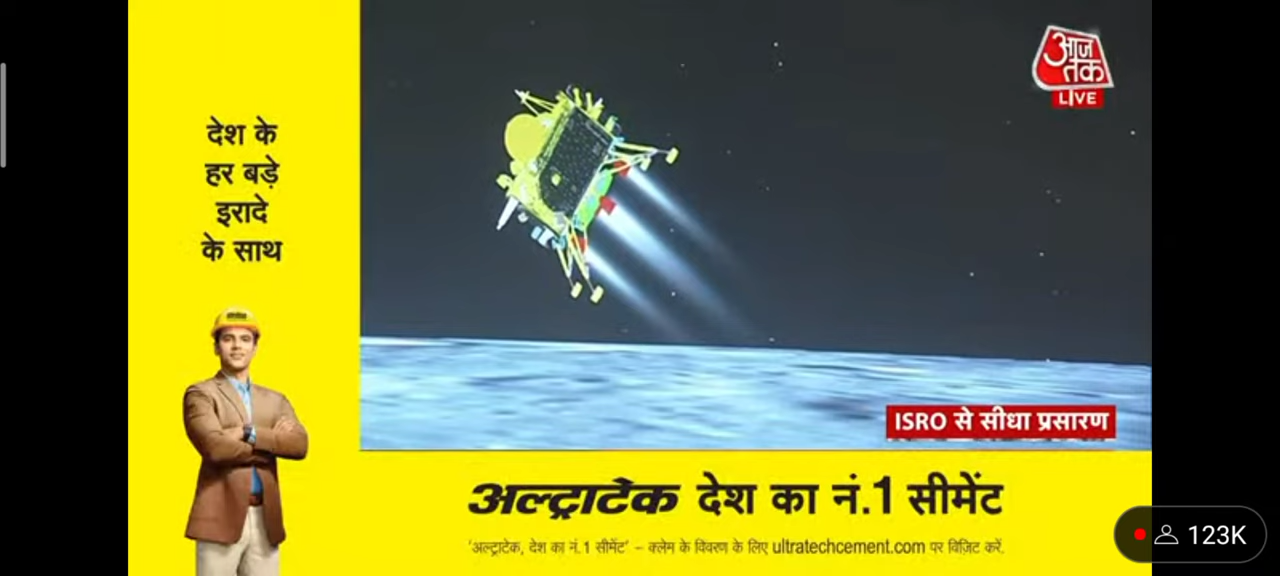 देश के
हर बड़े
इरादे
के साथ
आज
तक
LIVE
ISRO से सीधा प्रसारण
अल्ट्राटेक देश का नं.1 सीमेंट
'अल्ट्राटेक, देश का नं.1 सीमेंट' – क्लेम के विवरण के लिए ultratechcement.com पर विज़िट करें.
123K